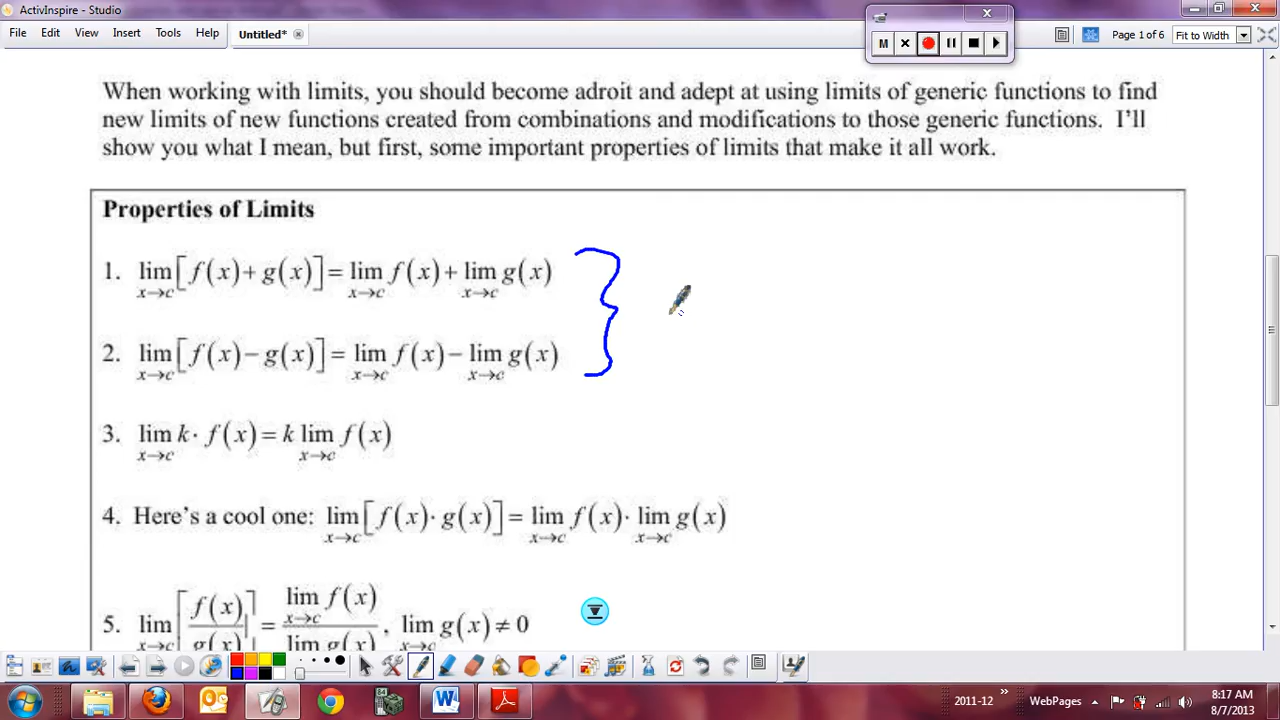 ActivInspire - Studio
File Edit View Insert Tools Help Untitled* Page 1 of 6 Fit to Width
M
When working with limits, you should become adroit and adept at using limits of generic functions to find
new limits of new functions created from combinations and modifications to those generic functions. I'll
show you what I mean, but first, some important properties of limits that make it all work.
Properties of Limits
1. lim x→c [f(x)+g(x)] = lim x→c f(x) + lim x→c g(x)
2. lim x→c [f(x)−g(x)] = lim x→c f(x) − lim x→c g(x)
3. lim x→c k· f(x) = k lim x→c f(x)
4. Here's a cool one: lim x→c [f(x)·g(x)] = lim x→c f(x) · lim x→c g(x)
5. lim x→c [f(x)/g(x)] = lim x→c f(x) / lim x→c g(x), lim x→c g(x) ≠ 0
2011-12 » WebPages 8:17 AM
8/7/2013